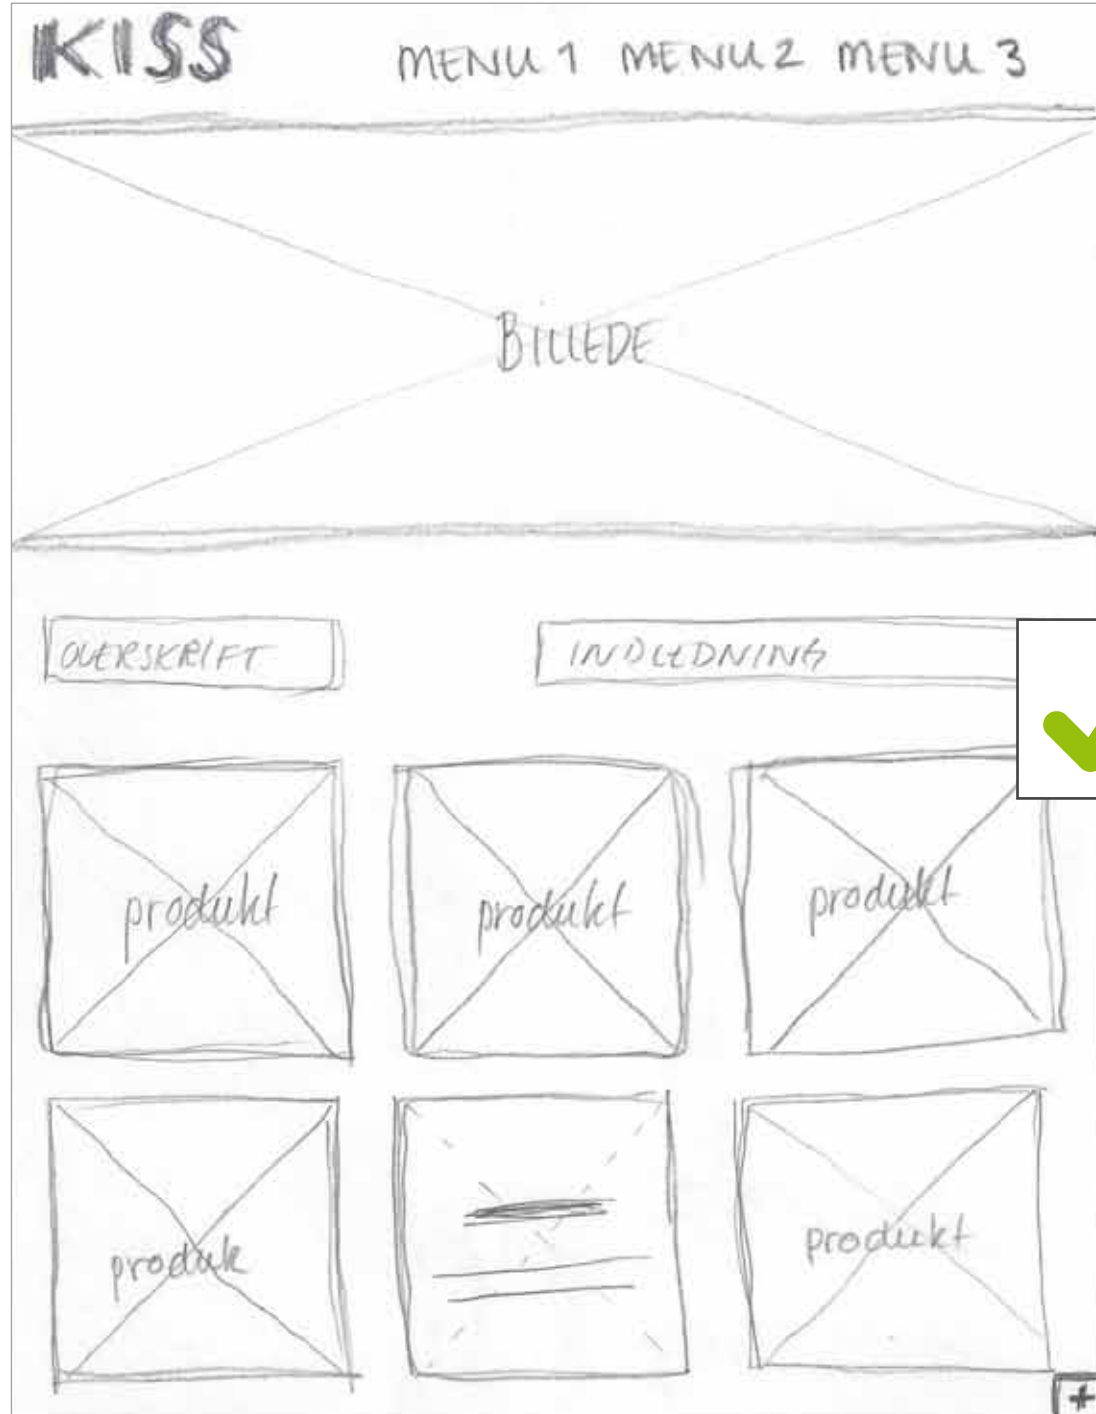 KISS MENU 1 MENU 2 MENU 3
BILLEDE
OVERSKRIFT INDLEDNING
produkt produkt produkt
produk produkt
+